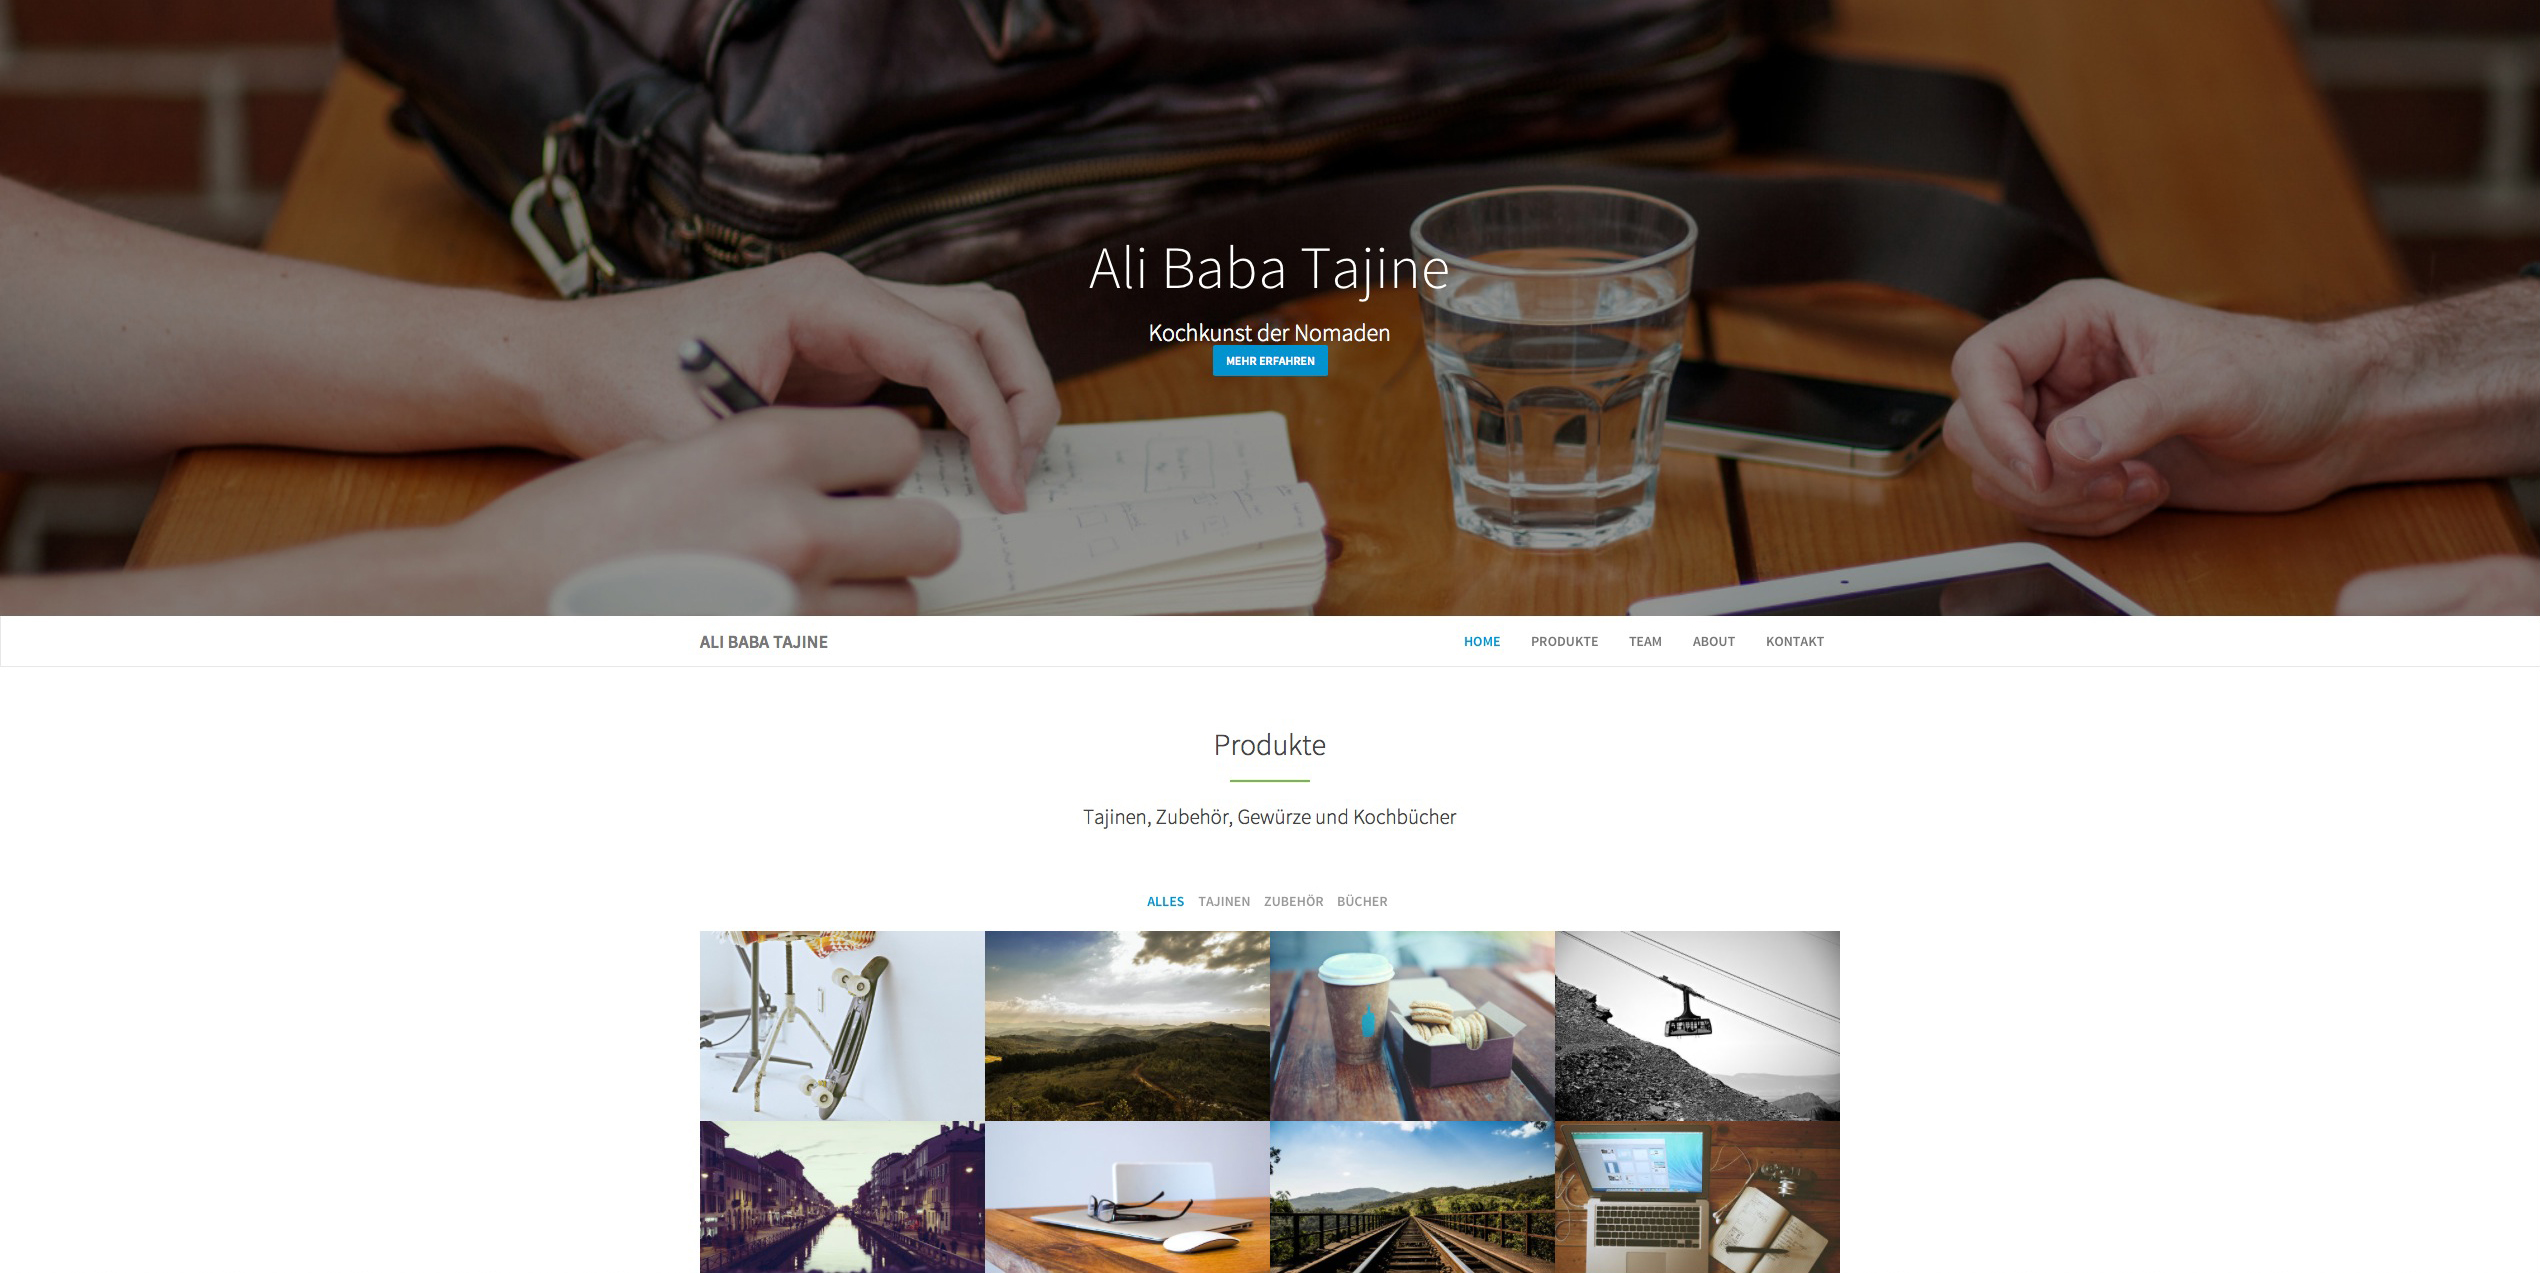 Ali Baba Tajine
Kochkunst der Nomaden
MEHR ERFAHREN
ALI BABA TAJINE
HOME PRODUKTE TEAM ABOUT KONTAKT
Produkte
Tajinen, Zubehör, Gewürze und Kochbücher
ALLES TAJINEN ZUBEHÖR BÜCHER